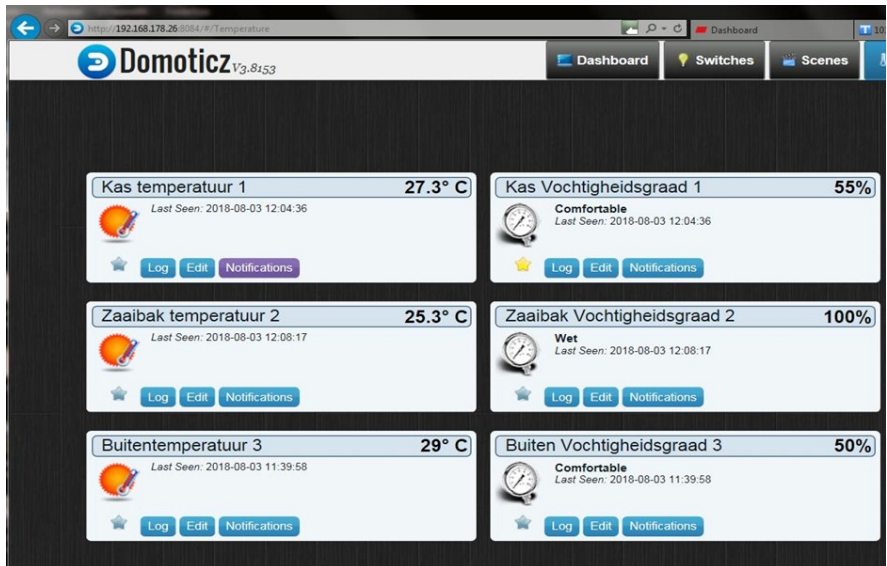 http://192.168.178.26:8084/#/Temperature
Dashboard
Domoticz V3.8153
Dashboard
Switches
Scenes
Kas temperatuur 1 27.3° C
Last Seen: 2018-08-03 12:04:36
Log Edit Notifications
Kas Vochtigheidsgraad 1 55%
Comfortable
Last Seen: 2018-08-03 12:04:36
Log Edit Notifications
Zaaibak temperatuur 2 25.3° C
Last Seen: 2018-08-03 12:08:17
Log Edit Notifications
Zaaibak Vochtigheidsgraad 2 100%
Wet
Last Seen: 2018-08-03 12:08:17
Log Edit Notifications
Buitentemperatuur 3 29° C
Last Seen: 2018-08-03 11:39:58
Log Edit Notifications
Buiten Vochtigheidsgraad 3 50%
Comfortable
Last Seen: 2018-08-03 11:39:58
Log Edit Notifications